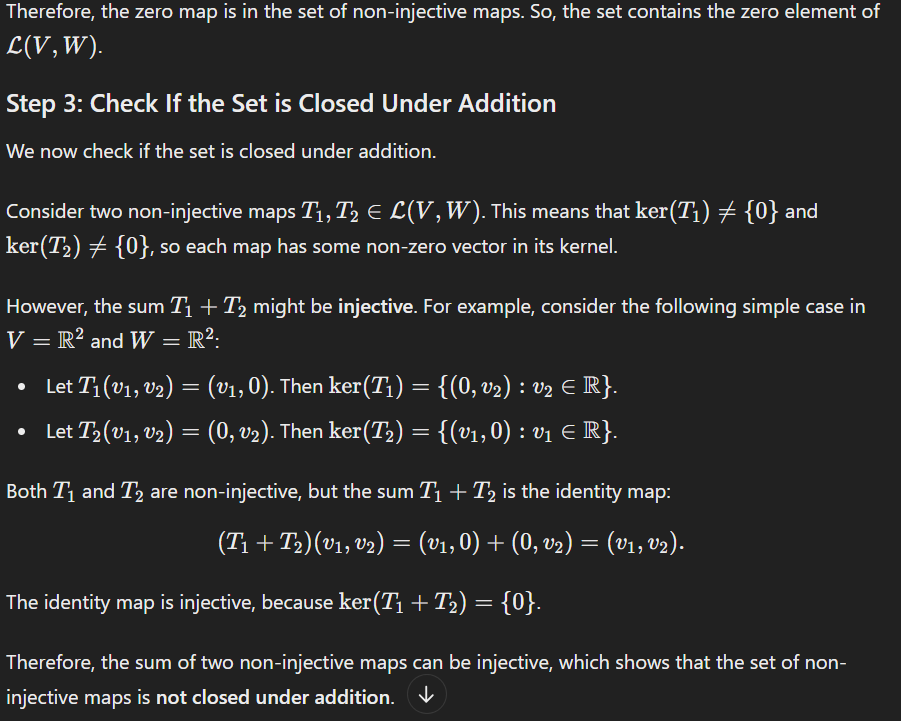 Therefore, the zero map is in the set of non-injective maps. So, the set contains the zero element of
ℒ(V, W).
Step 3: Check If the Set is Closed Under Addition
We now check if the set is closed under addition.
Consider two non-injective maps T₁, T₂ ∈ ℒ(V, W). This means that ker(T₁) ≠ {0} and
ker(T₂) ≠ {0}, so each map has some non-zero vector in its kernel.
However, the sum T₁ + T₂ might be injective. For example, consider the following simple case in
V = ℝ² and W = ℝ²:
• Let T₁(v₁, v₂) = (v₁, 0). Then ker(T₁) = {(0, v₂) : v₂ ∈ ℝ}.
• Let T₂(v₁, v₂) = (0, v₂). Then ker(T₂) = {(v₁, 0) : v₁ ∈ ℝ}.
Both T₁ and T₂ are non-injective, but the sum T₁ + T₂ is the identity map:
(T₁ + T₂)(v₁, v₂) = (v₁, 0) + (0, v₂) = (v₁, v₂).
The identity map is injective, because ker(T₁ + T₂) = {0}.
Therefore, the sum of two non-injective maps can be injective, which shows that the set of non-
injective maps is not closed under addition.